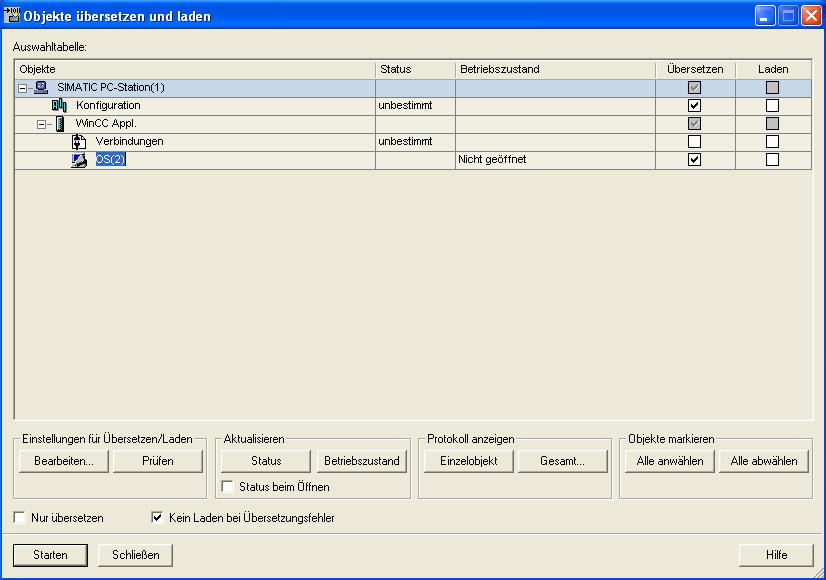 Objekte übersetzen und laden
Auswahltabelle:
Objekte Status Betriebszustand Übersetzen Laden
SIMATIC PC-Station(1)
Konfiguration unbestimmt
WinCC Appl.
Verbindungen unbestimmt
OS(2) Nicht geöffnet
Einstellungen für Übersetzen/Laden Aktualisieren Protokoll anzeigen Objekte markieren
Bearbeiten... Prüfen Status Betriebszustand Einzelobjekt Gesamt... Alle anwählen Alle abwählen
Status beim Öffnen
Nur übersetzen Kein Laden bei Übersetzungsfehler
Starten Schließen Hilfe